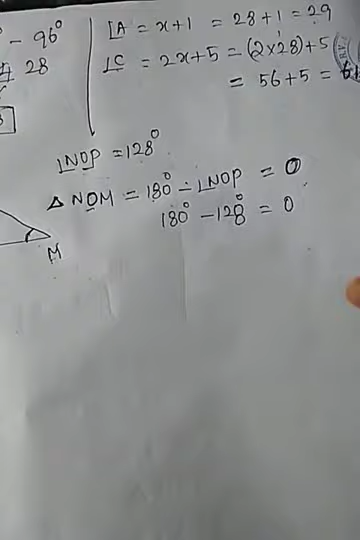 ° - 96°
28
∠A = x+1 = 28+1 = 29
∠C = 2x+5 = (2×28)+5
= 56+5 = 61
∠NOP = 128°
∆ NOM = 180° - ∠NOP = 0
180° - 128° = 0
M